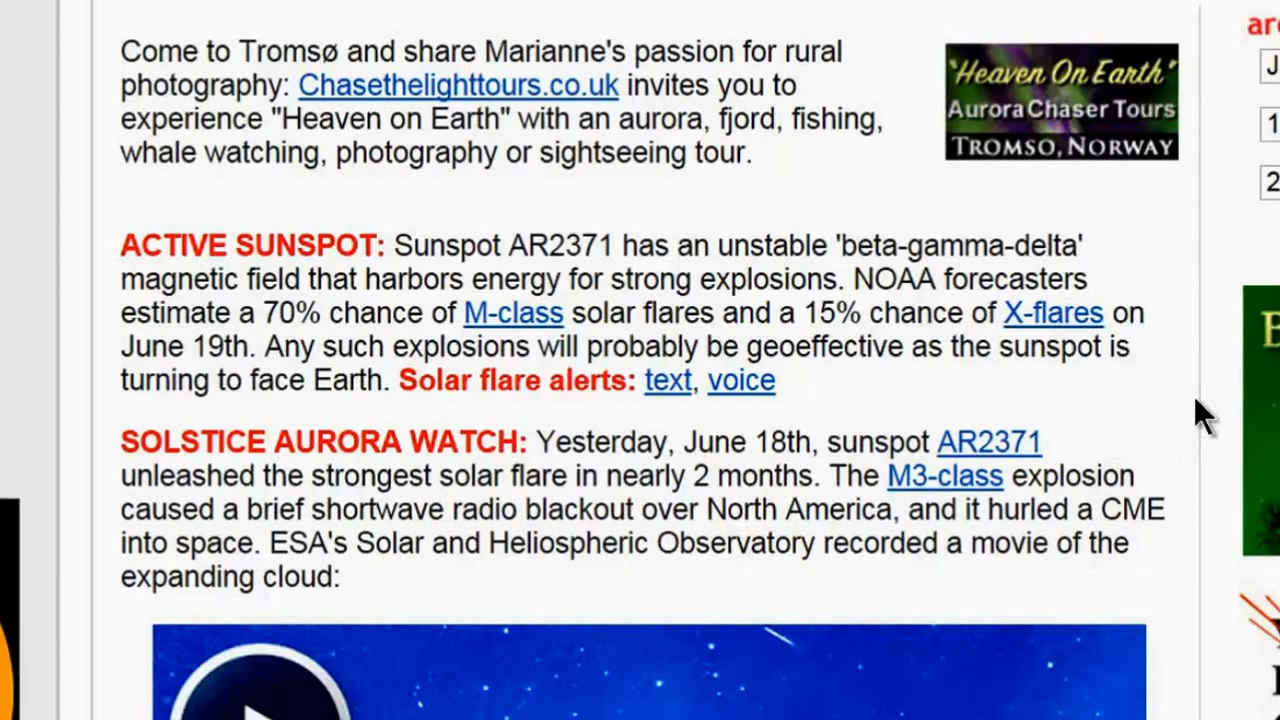 Come to Tromsø and share Marianne's passion for rural
photography: Chasethelighttours.co.uk invites you to
experience "Heaven on Earth" with an aurora, fjord, fishing,
whale watching, photography or sightseeing tour.
"Heaven On Earth"
Aurora Chaser Tours
TROMSO, NORWAY
ACTIVE SUNSPOT: Sunspot AR2371 has an unstable 'beta-gamma-delta'
magnetic field that harbors energy for strong explosions. NOAA forecasters
estimate a 70% chance of M-class solar flares and a 15% chance of X-flares on
June 19th. Any such explosions will probably be geoeffective as the sunspot is
turning to face Earth. Solar flare alerts: text, voice
SOLSTICE AURORA WATCH: Yesterday, June 18th, sunspot AR2371
unleashed the strongest solar flare in nearly 2 months. The M3-class explosion
caused a brief shortwave radio blackout over North America, and it hurled a CME
into space. ESA's Solar and Heliospheric Observatory recorded a movie of the
expanding cloud: